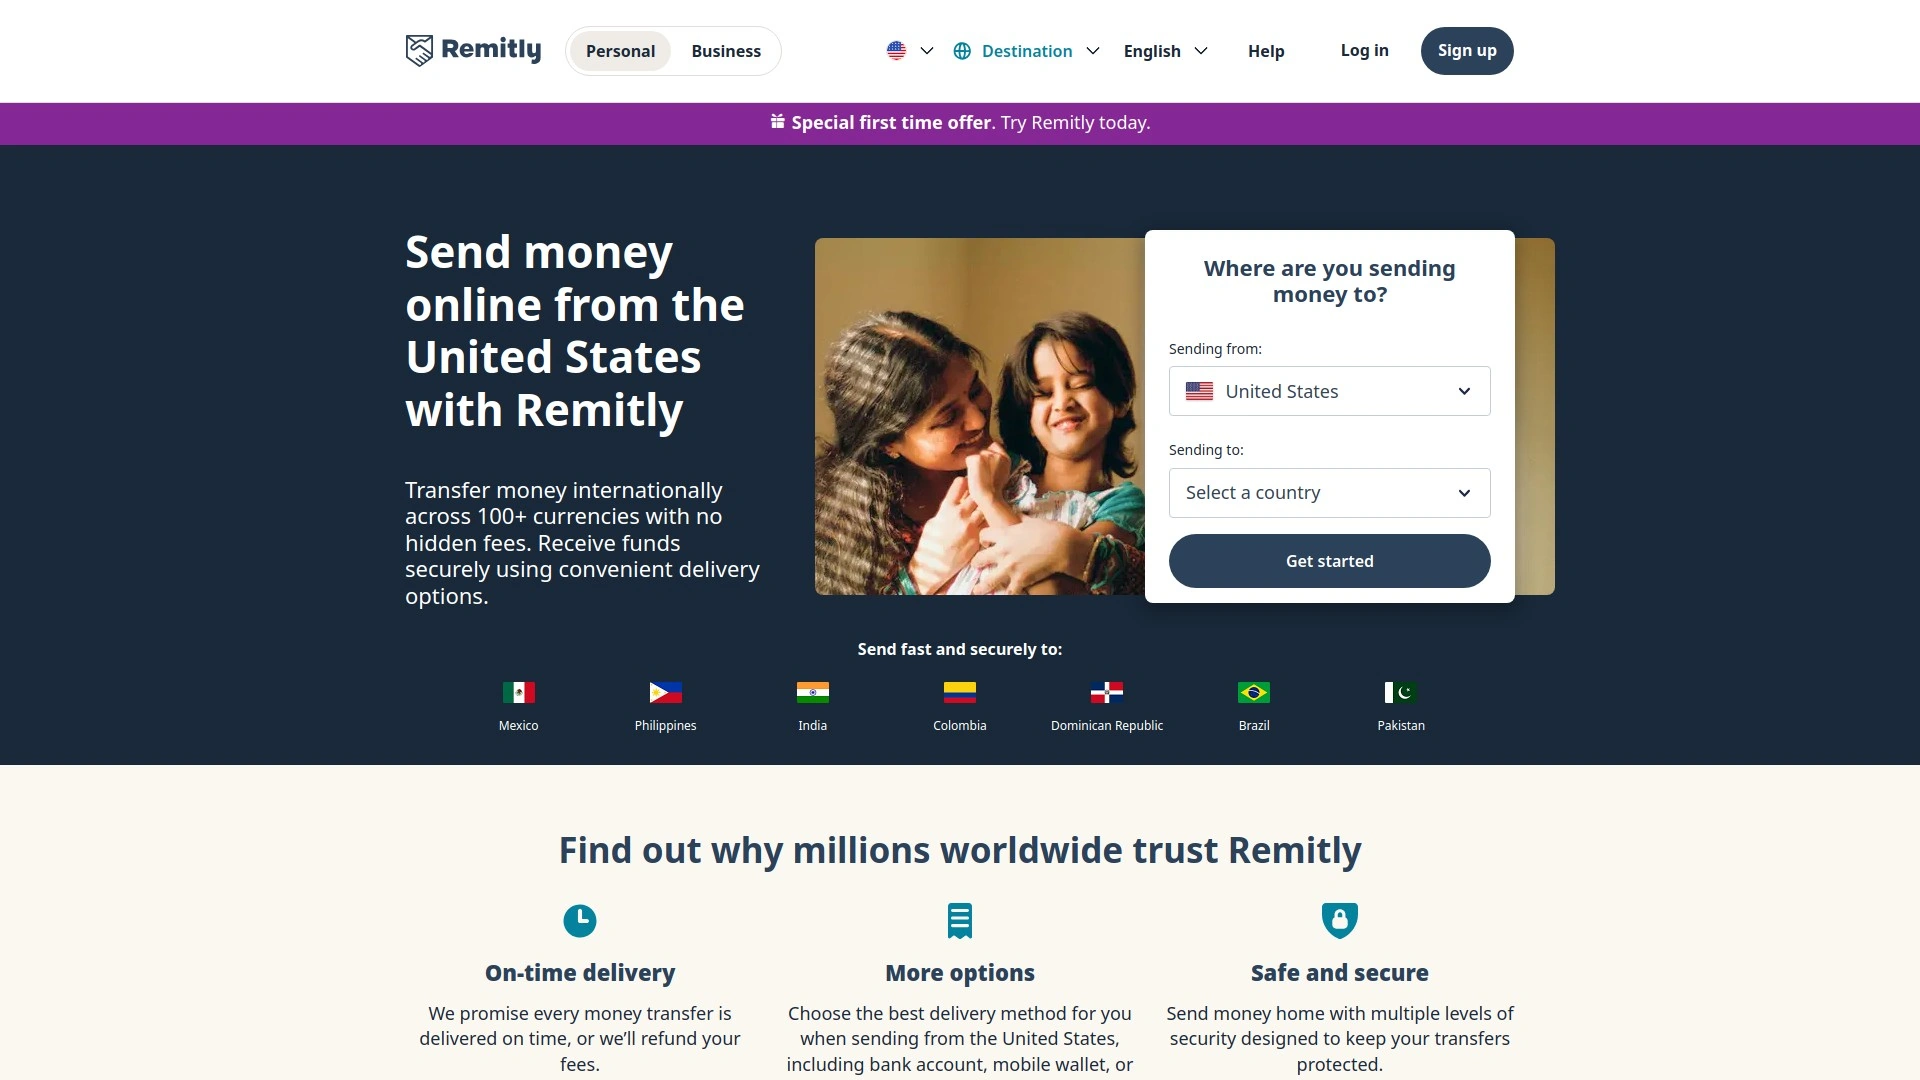 Remitly
Personal
Business
Destination
English
Help
Log in
Sign up
Special first time offer. Try Remitly today.
Send money
online from the
United States
with Remitly
Transfer money internationally
across 100+ currencies with no
hidden fees. Receive funds
securely using convenient delivery
options.
Where are you sending
money to?
Sending from:
United States
Sending to:
Select a country
Get started
Send fast and securely to:
Mexico
Philippines
India
Colombia
Dominican Republic
Brazil
Pakistan
Find out why millions worldwide trust Remitly
On-time delivery
We promise every money transfer is
delivered on time, or we’ll refund your
fees.
More options
Choose the best delivery method for you
when sending from the United States,
including bank account, mobile wallet, or
Safe and secure
Send money home with multiple levels of
security designed to keep your transfers
protected.